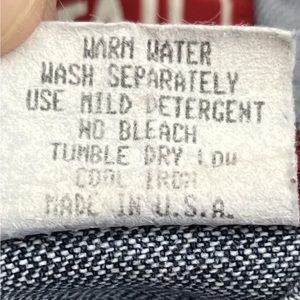 WARM WATER
WASH SEPARATELY
USE MILD DETERGENT
NO BLEACH
TUMBLE DRY LOW
COOL IRON
MADE IN U.S.A.